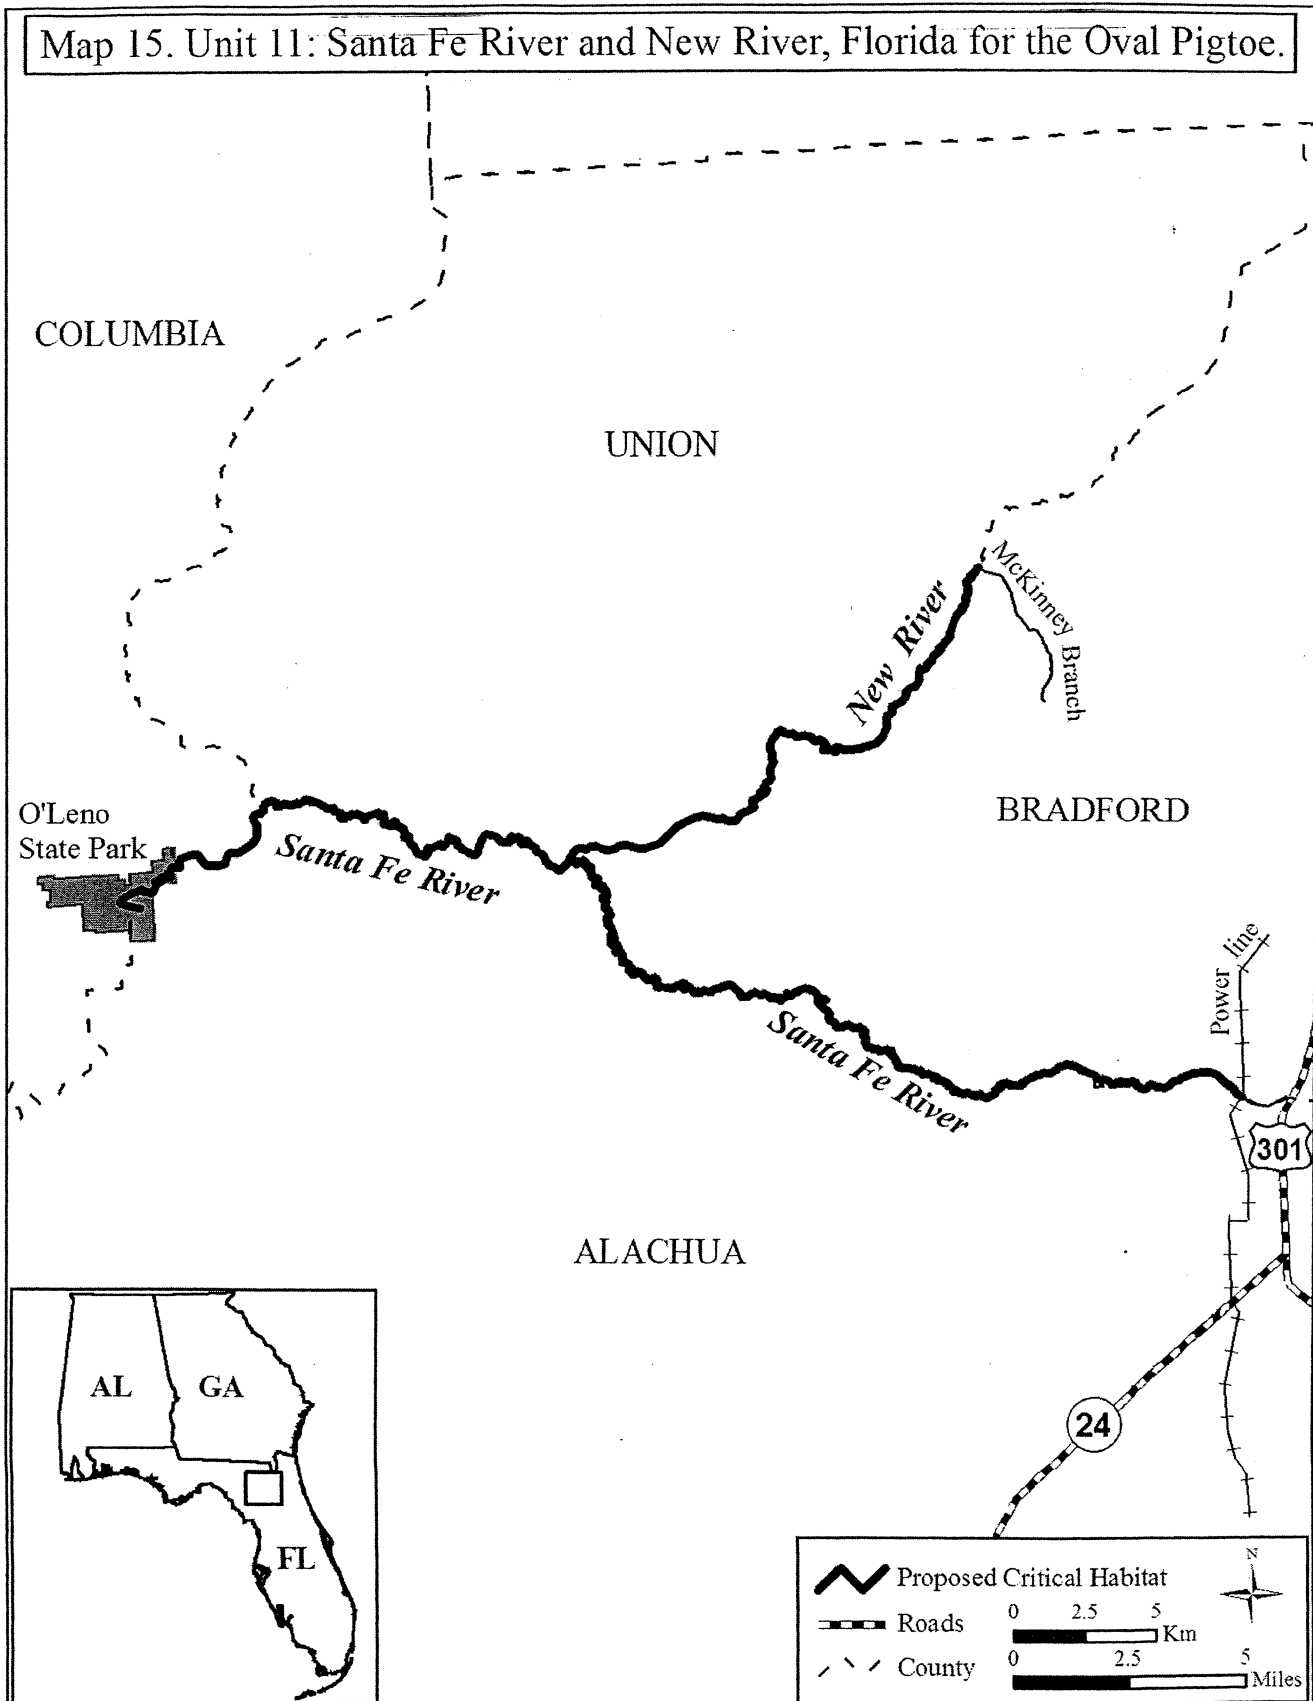 Map 15. Unit 11: Santa Fe River and New River, Florida for the Oval Pigtoe.
COLUMBIA
UNION
McKinney Branch
New River
BRADFORD
O'Leno
State Park
Santa Fe River
Power line
Santa Fe River
301
ALACHUA
AL
GA
FL
24
Proposed Critical Habitat
Roads
County
N
0 2.5 5
Km
0 2.5 5
Miles